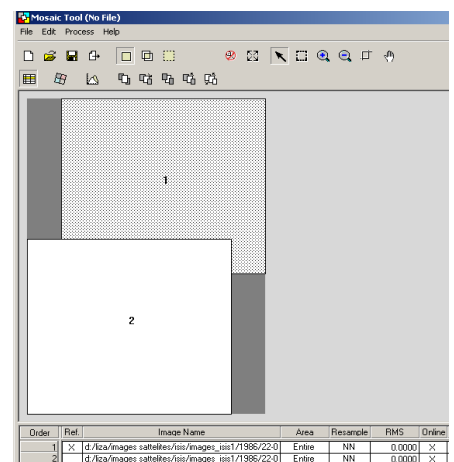 Mosaic Tool (No File)
File Edit Process Help
1
2
Order Ref. Image Name Area Resample RMS Online
1 X d:/liza/images sattelites/isis/images_isis1/1986/22-0 Entire NN 0.0000 X
2 d:/liza/images sattelites/isis/images_isis1/1986/22-0 Entire NN 0.0000 X